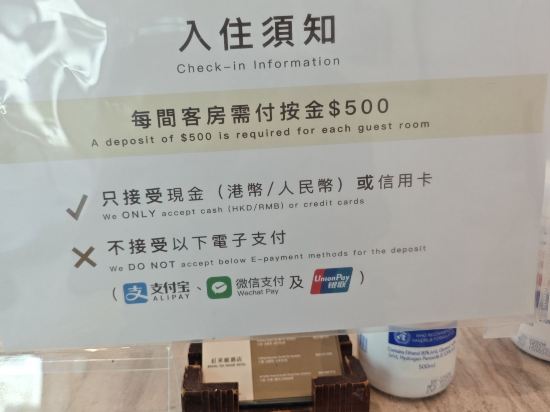 入住須知
Check-in Information
每間客房需付按金$500
A deposit of $500 is required for each guest room
只接受現金（港幣/人民幣）或信用卡
We ONLY accept cash (HKD/RMB) or credit cards
不接受以下電子支付
We DO NOT accept below E-payment methods for the deposit
（支 支付宝 ALIPAY、微信支付 Wechat Pay 及 UnionPay 银联）
500ml